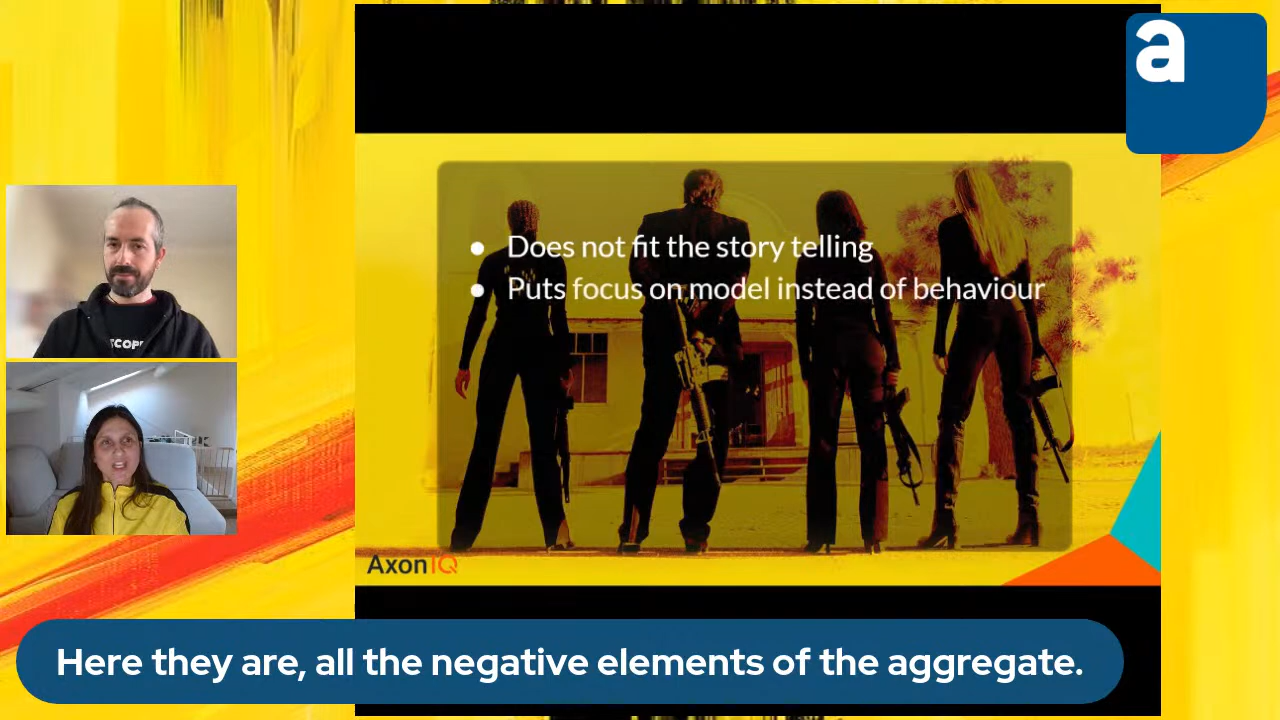 a
SCOPE
Does not fit the story telling
Puts focus on model instead of behaviour
AxonIQ
Here they are, all the negative elements of the aggregate.